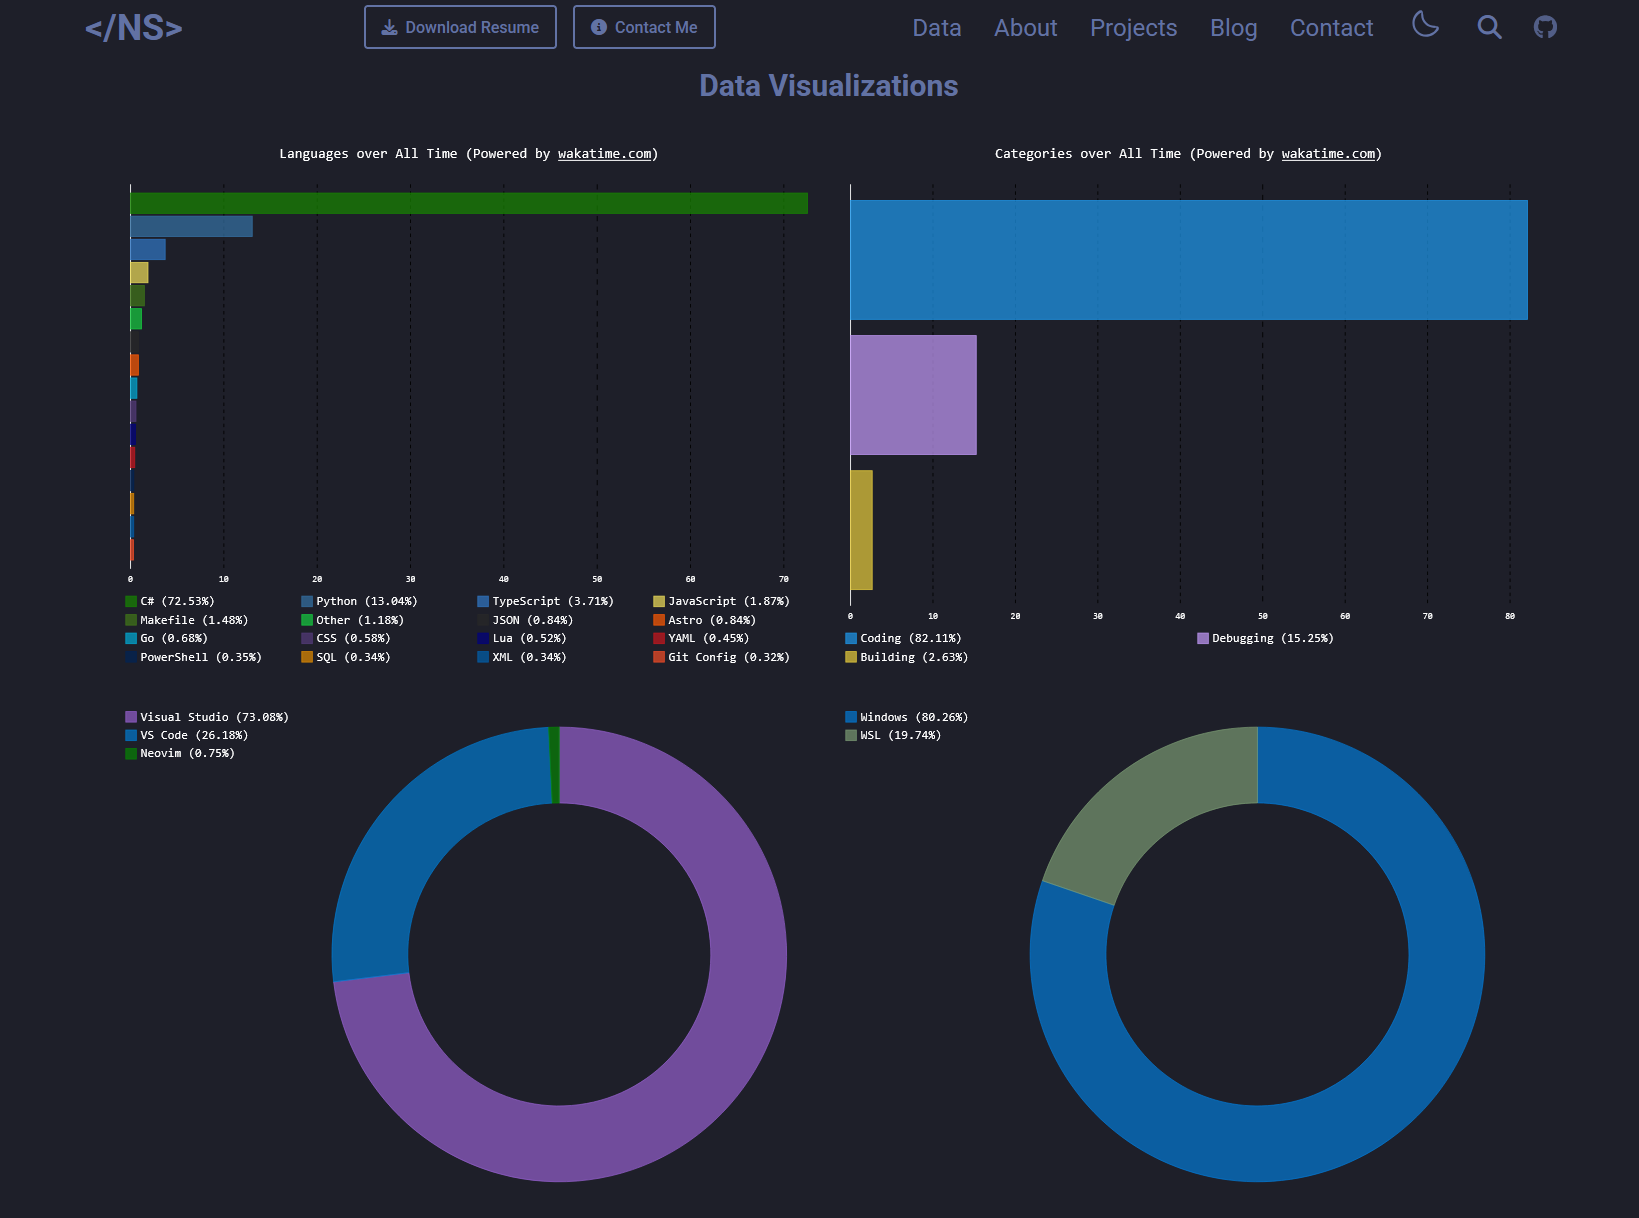 </NS>
Download Resume
Contact Me
Data
About
Projects
Blog
Contact
Data Visualizations
Languages over All Time (Powered by wakatime.com)
0 10 20 30 40 50 60 70
C# (72.53%) Python (13.04%) TypeScript (3.71%) JavaScript (1.87%)
Makefile (1.48%) Other (1.18%) JSON (0.84%) Astro (0.84%)
Go (0.68%) CSS (0.58%) Lua (0.52%) YAML (0.45%)
PowerShell (0.35%) SQL (0.34%) XML (0.34%) Git Config (0.32%)
Categories over All Time (Powered by wakatime.com)
0 10 20 30 40 50 60 70 80
Coding (82.11%) Debugging (15.25%)
Building (2.63%)
Visual Studio (73.08%)
VS Code (26.18%)
Neovim (0.75%)
Windows (80.26%)
WSL (19.74%)